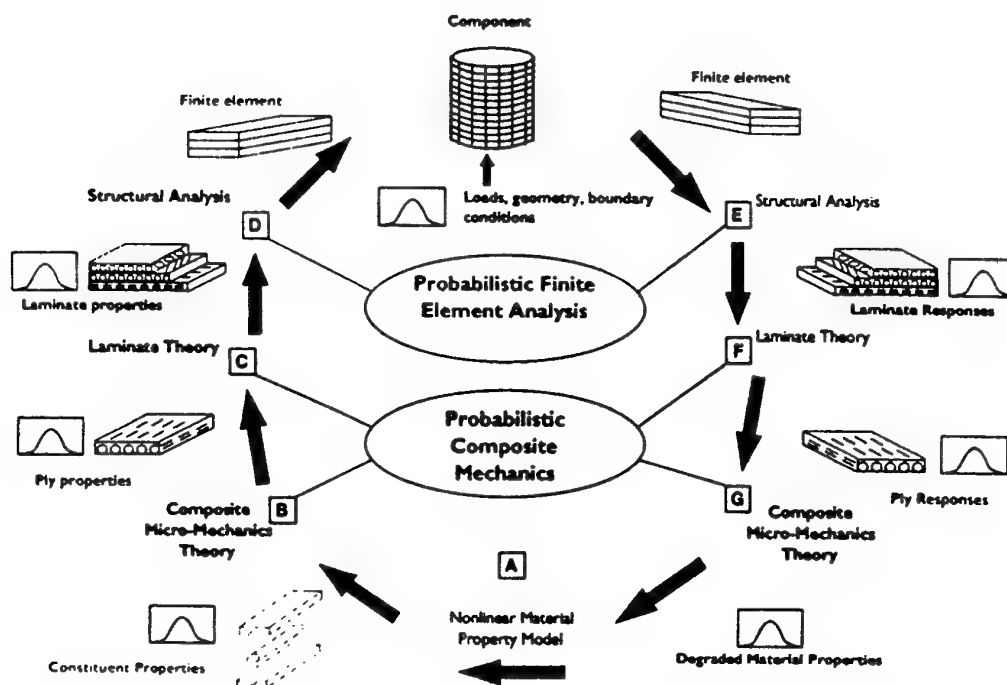 Component
Finite element
Finite element
Structural Analysis
D
Loads, geometry, boundary
conditions
E
Structural Analysis
Probabilistic Finite
Element Analysis
Laminate properties
Laminate Responses
Laminate Theory
C
F
Laminate Theory
Probabilistic
Composite
Mechanics
Ply properties
Ply Responses
B
Composite
Micro-Mechanics
Theory
G
Composite
Micro-Mechanics
Theory
A
Nonlinear Material
Property Model
Constituent Properties
Degraded Material Properties